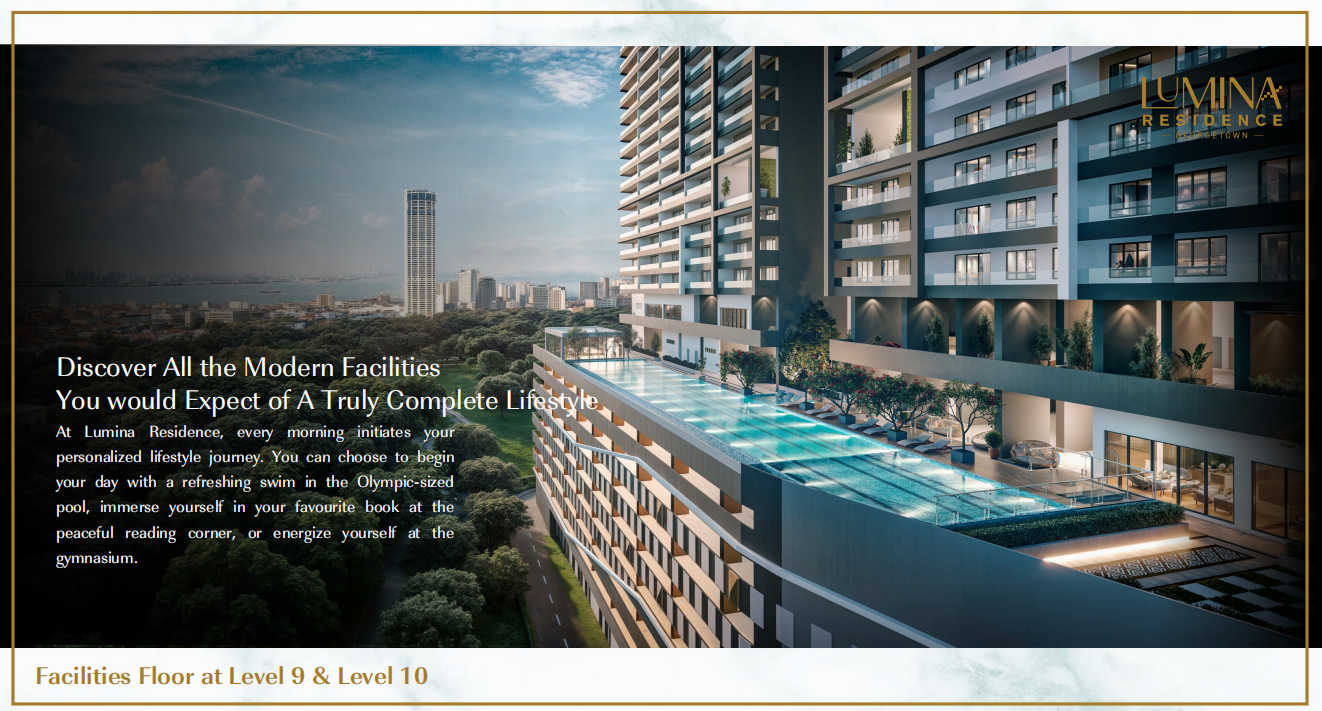 LUMINA
RESIDENCE
GEORGETOWN
Discover All the Modern Facilities
You would Expect of A Truly Complete Lifestyle
At Lumina Residence, every morning initiates your
personalized lifestyle journey. You can choose to begin
your day with a refreshing swim in the Olympic-sized
pool, immerse yourself in your favourite book at the
peaceful reading corner, or energize yourself at the
gymnasium.
Facilities Floor at Level 9 & Level 10